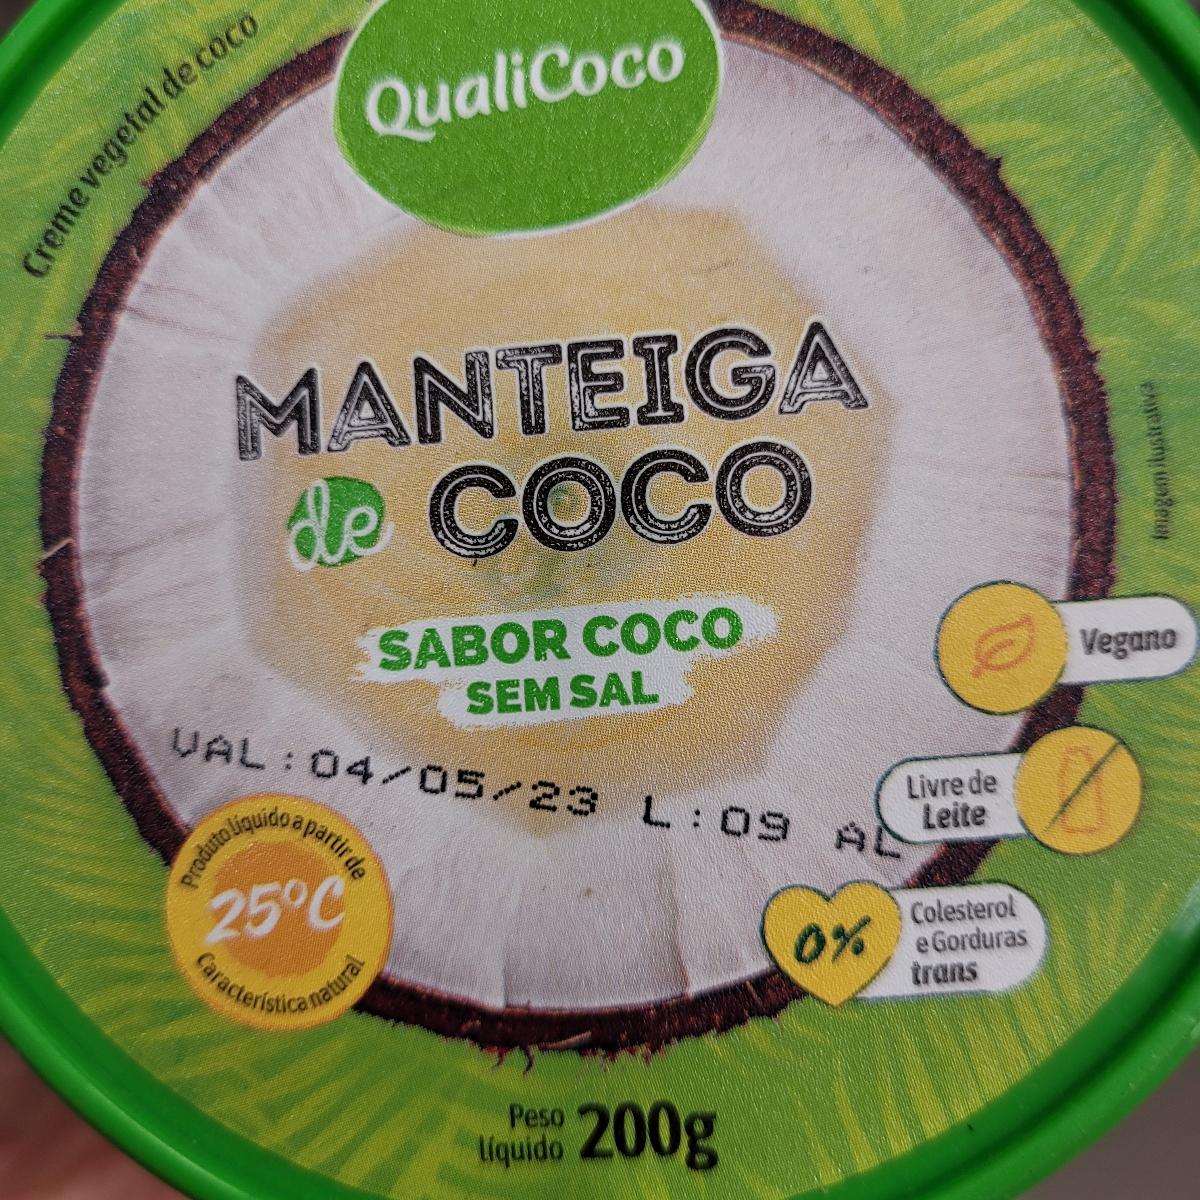 QualiCoco
Creme vegetal de coco
MANTEIGA
de COCO
SABOR COCO
SEM SAL
Imagem ilustrativa
Vegano
VAL:04/05/23 L:09 AL
Livre de
Leite
Produto líquido a partir de
25°C
Característica natural
0%
Colesterol
e Gorduras
trans
Peso
líquido 200g